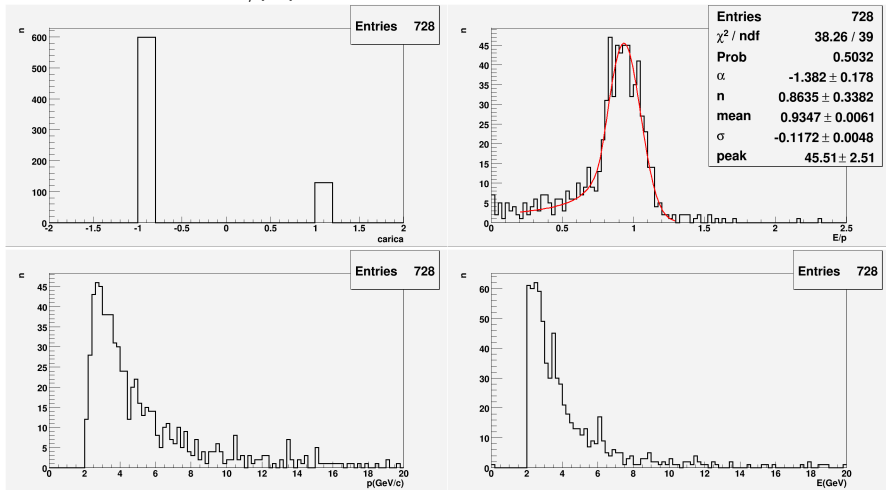 Entries 728
n
600
500
400
300
200
100
0
-2 -1.5 -1 -0.5 0 0.5 1 1.5 2
carica
Entries 728
χ² / ndf 38.26 / 39
Prob 0.5032
α -1.382 ± 0.178
n 0.8635 ± 0.3382
mean 0.9347 ± 0.0061
σ -0.1172 ± 0.0048
peak 45.51 ± 2.51
n
45
40
35
30
25
20
15
10
5
0
0 0.5 1 1.5 2 2.5
E/p
Entries 728
n
45
40
35
30
25
20
15
10
5
0
0 2 4 6 8 10 12 14 16 18 20
p(GeV/c)
Entries 728
n
60
50
40
30
20
10
0
0 2 4 6 8 10 12 14 16 18 20
E(GeV)